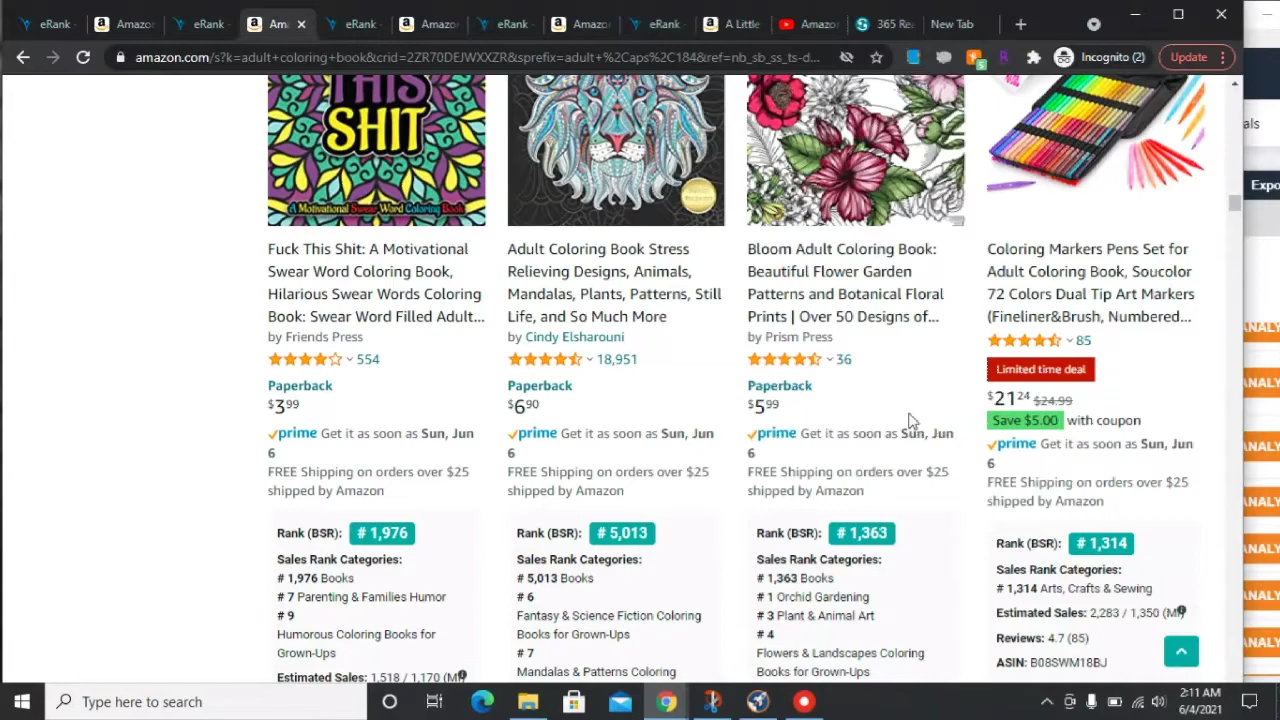 eRank
Amazo
eRank
Am
eRank
Amazo
eRank
Amazo
eRank
A Little
Amazo
365 Re
New Tab
amazon.com/s?k=adult+coloring+book&crid=2ZR70DEJWXYZR&sprefix=adult+%2Caps%2C184&ref=nb_sb_ss_ts-d...
Incognito (2)
Update
als
Expo
THIS
SHIT
A Motivational Swear Word Coloring Book
Fuck This Shit: A Motivational
Swear Word Coloring Book,
Hilarious Swear Words Coloring
Book: Swear Word Filled Adult...
by Friends Press
554
Paperback
$3.99
prime Get it as soon as Sun, Jun
6
FREE Shipping on orders over $25
shipped by Amazon
Rank (BSR): # 1,976
Sales Rank Categories:
# 1,976 Books
# 7 Parenting & Families Humor
# 9
Humorous Coloring Books for
Grown-Ups
Estimated Sales: 1,518 / 1,170 (M
Adult Coloring Book Stress
Relieving Designs, Animals,
Mandalas, Plants, Patterns, Still
Life, and So Much More
by Cindy Elsharouni
18,951
Paperback
$6.90
prime Get it as soon as Sun, Jun
6
FREE Shipping on orders over $25
shipped by Amazon
Rank (BSR): # 5,013
Sales Rank Categories:
# 5,013 Books
# 6
Fantasy & Science Fiction Coloring
Books for Grown-Ups
# 7
Mandalas & Patterns Coloring
Bloom Adult Coloring Book:
Beautiful Flower Garden
Patterns and Botanical Floral
Prints | Over 50 Designs of...
by Prism Press
36
Paperback
$5.99
prime Get it as soon as Sun, Jun
6
FREE Shipping on orders over $25
shipped by Amazon
Rank (BSR): # 1,363
Sales Rank Categories:
# 1,363 Books
# 1 Orchid Gardening
# 3 Plant & Animal Art
# 4
Flowers & Landscapes Coloring
Books for Grown-Ups
Coloring Markers Pens Set for
Adult Coloring Book, Soucolor
72 Colors Dual Tip Art Markers
(Fineliner&Brush, Numbered...
85
Limited time deal
$21.24 $24.99
Save $5.00 with coupon
prime Get it as soon as Sun, Jun
6
FREE Shipping on orders over $25
shipped by Amazon
Rank (BSR): # 1,314
Sales Rank Categories:
# 1,314 Arts, Crafts & Sewing
Estimated Sales: 2,283 / 1,350 (M
Reviews: 4.7 (85)
ASIN: B08SWM18BJ
ANALY
ANALY
ANALY
ANALY
ANALY
ANALY
ANALY
ANALY
Type here to search
2:11 AM
6/4/2021